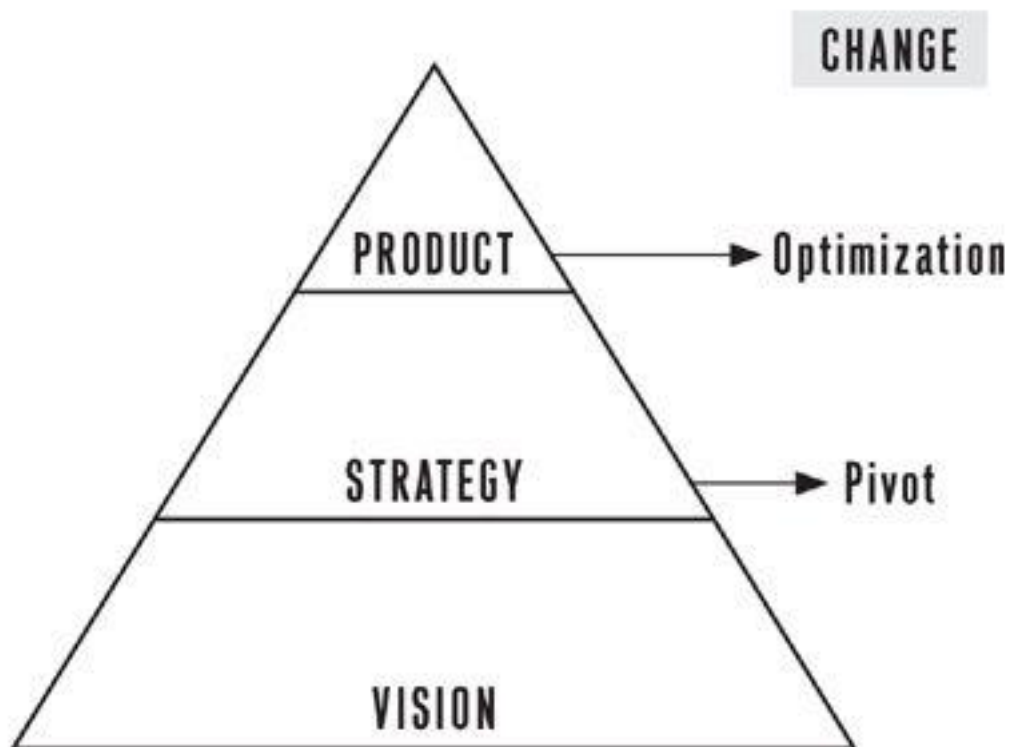 CHANGE
PRODUCT
Optimization
STRATEGY
Pivot
VISION